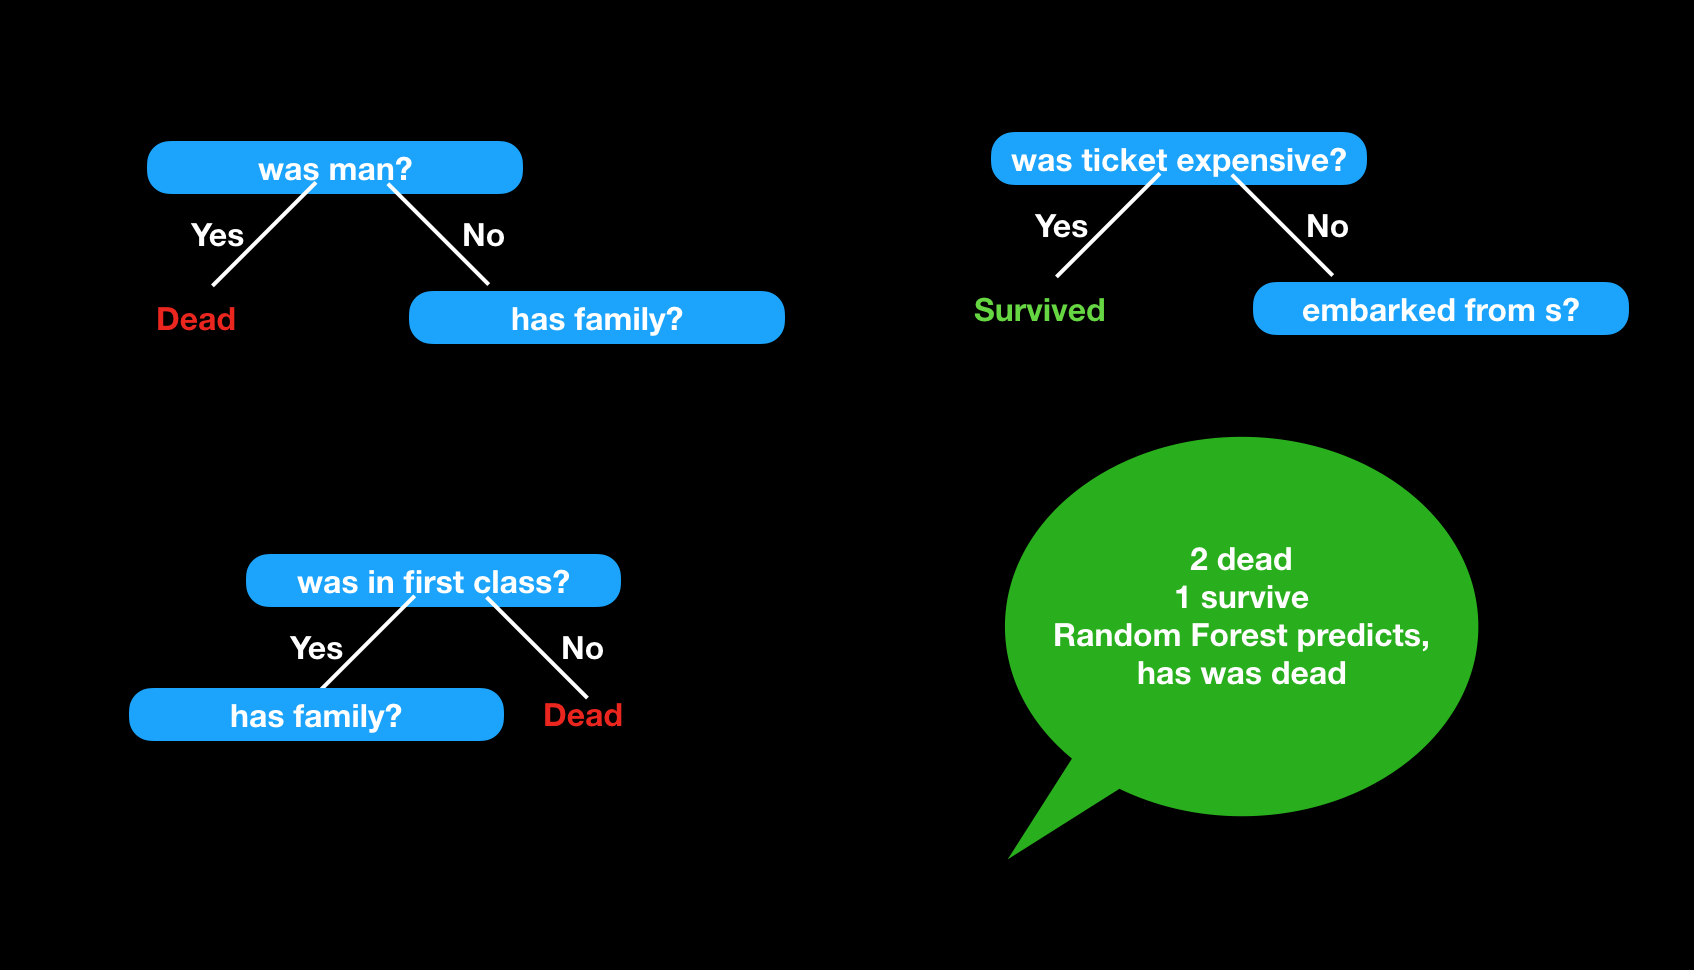 was man?
Yes
No
Dead
has family?
was ticket expensive?
Yes
No
Survived
embarked from s?
was in first class?
Yes
No
has family?
Dead
2 dead
1 survive
Random Forest predicts,
has was dead